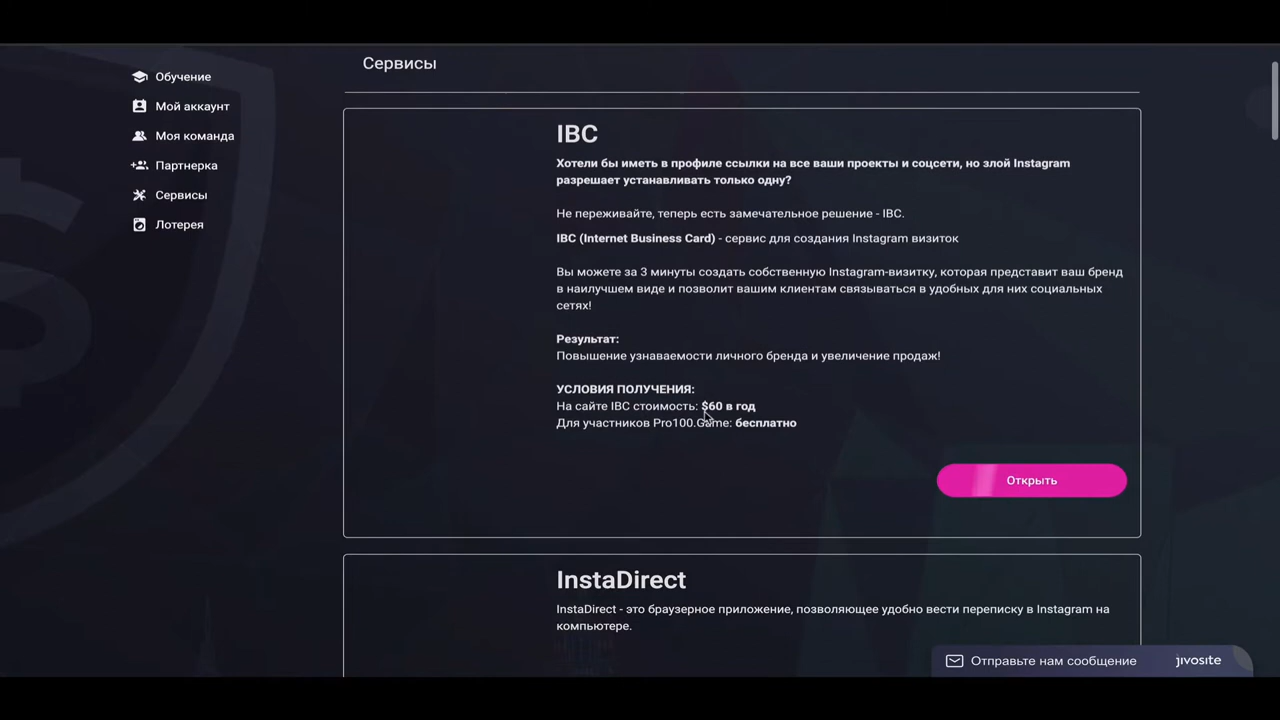 Сервисы
Обучение
Мой аккаунт
Моя команда
Партнерка
Сервисы
Лотерея
IBC
Хотели бы иметь в профиле ссылки на все ваши проекты и соцсети, но злой Instagram
разрешает устанавливать только одну?
Не переживайте, теперь есть замечательное решение - IBC.
IBC (Internet Business Card) - сервис для создания Instagram визиток
Вы можете за 3 минуты создать собственную Instagram-визитку, которая представит ваш бренд
в наилучшем виде и позволит вашим клиентам связываться в удобных для них социальных
сетях!
Результат:
Повышение узнаваемости личного бренда и увеличение продаж!
УСЛОВИЯ ПОЛУЧЕНИЯ:
На сайте IBC стоимость: $60 в год
Для участников Pro100.Game: бесплатно
Открыть
InstaDirect
InstaDirect - это браузерное приложение, позволяющее удобно вести переписку в Instagram на
компьютере.
Отправьте нам сообщение jivosite